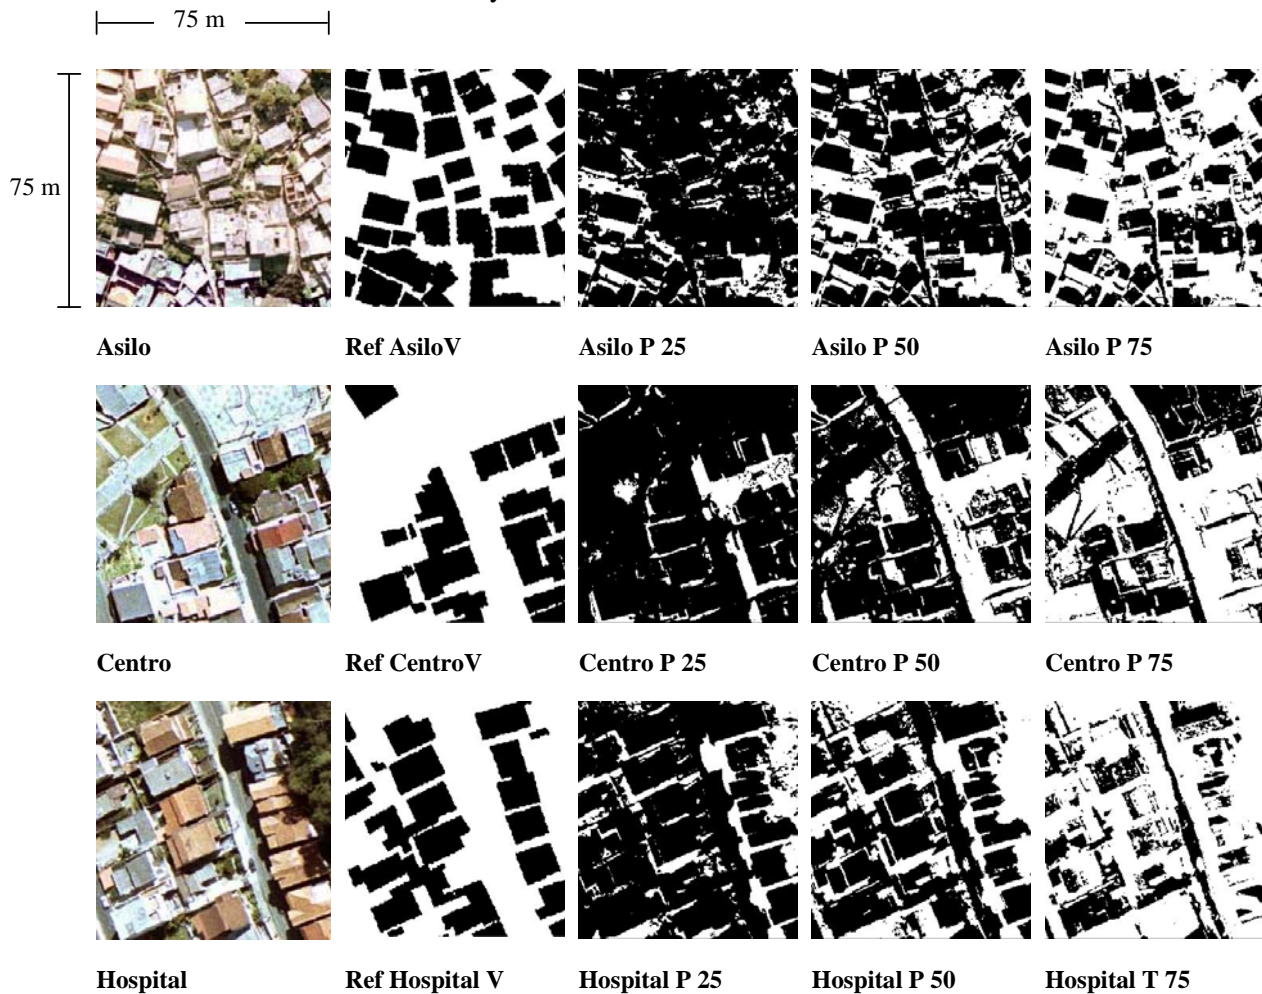 75 m
75 m
Asilo Ref AsiloV Asilo P 25 Asilo P 50 Asilo P 75
Centro Ref CentroV Centro P 25 Centro P 50 Centro P 75
Hospital Ref Hospital V Hospital P 25 Hospital P 50 Hospital T 75